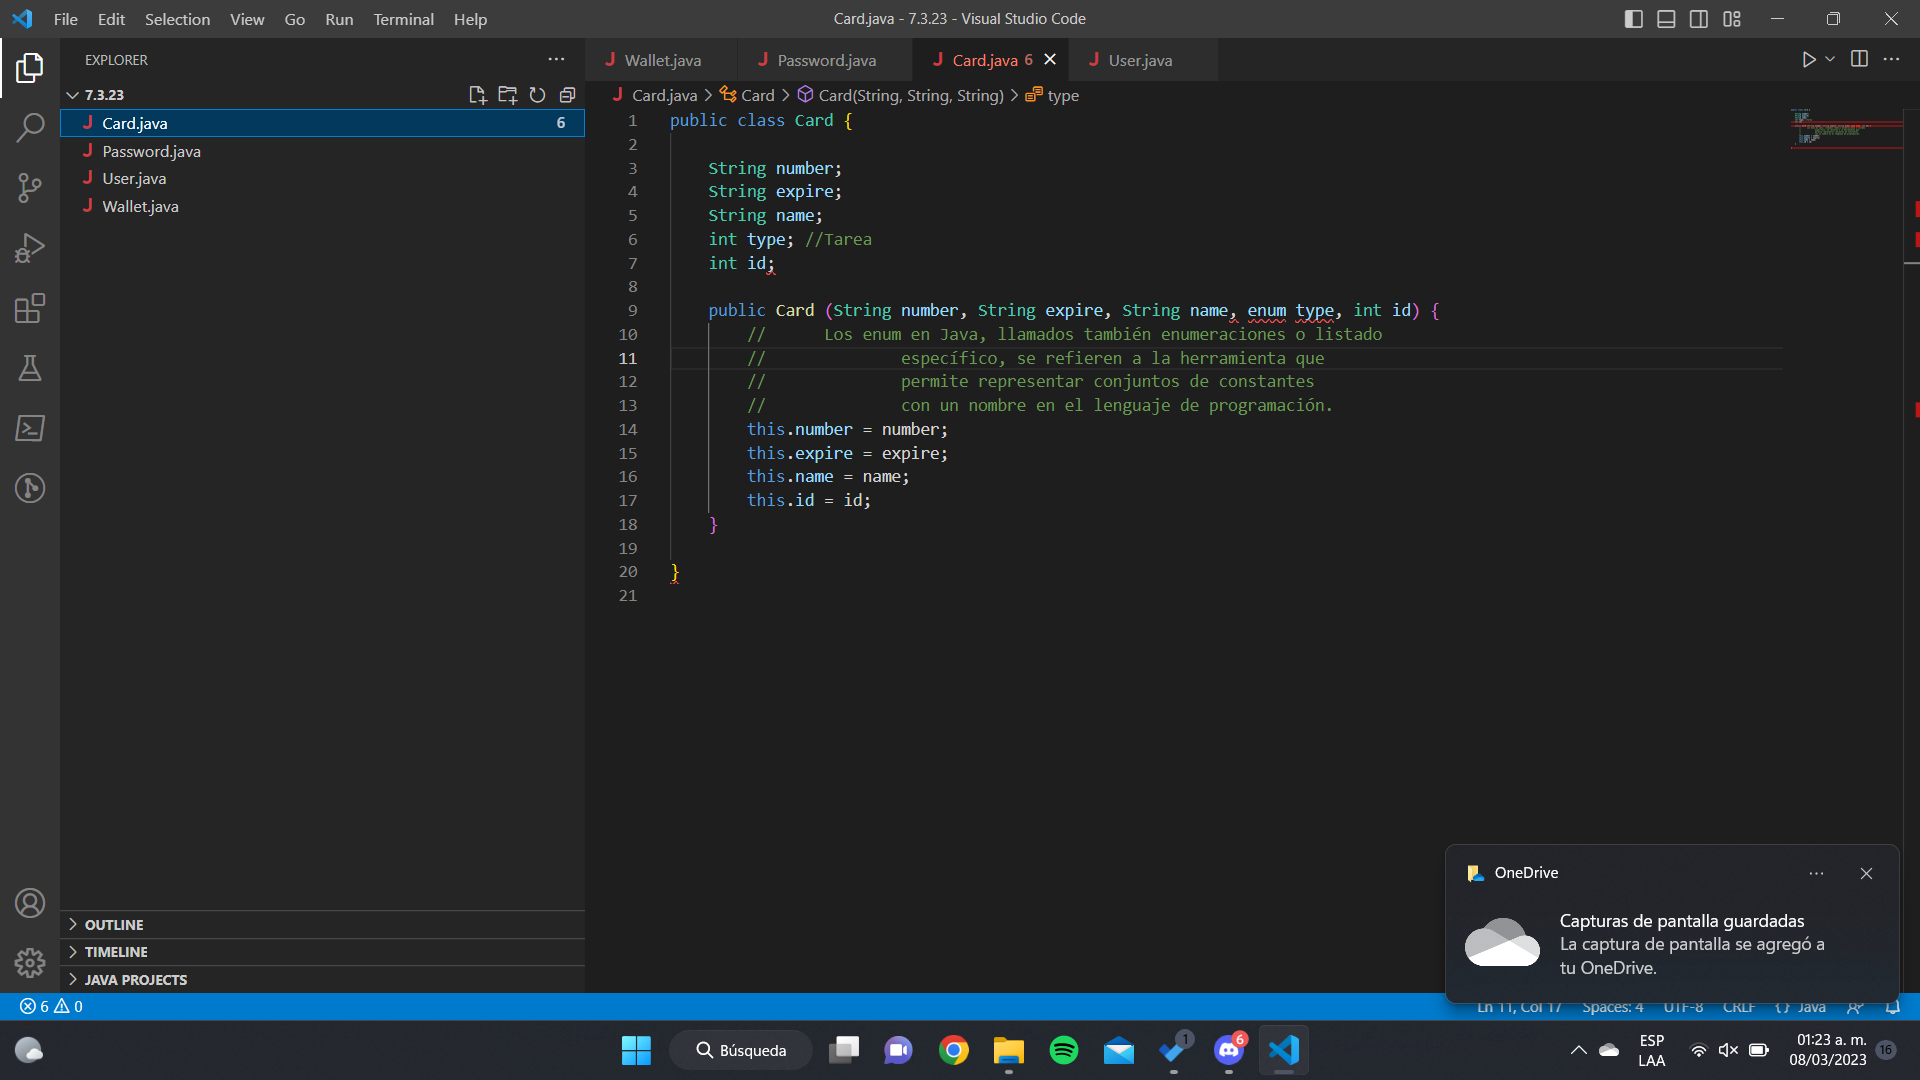 File Edit Selection View Go Run Terminal Help
Card.java - 7.3.23 - Visual Studio Code
EXPLORER
7.3.23
Card.java 6
Password.java
User.java
Wallet.java
OUTLINE
TIMELINE
JAVA PROJECTS
Wallet.java Password.java Card.java 6 User.java
Card.java > Card > Card(String, String, String) > type
1 public class Card {
2
3 String number;
4 String expire;
5 String name;
6 int type; //Tarea
7 int id;
8
9 public Card (String number, String expire, String name, enum type, int id) {
10 // Los enum en Java, llamados también enumeraciones o listado
11 // específico, se refieren a la herramienta que
12 // permite representar conjuntos de constantes
13 // con un nombre en el lenguaje de programación.
14 this.number = number;
15 this.expire = expire;
16 this.name = name;
17 this.id = id;
18 }
19
20 }
21
OneDrive
Capturas de pantalla guardadas
La captura de pantalla se agregó a
tu OneDrive.
6 0
Ln 11, Col 17 Spaces: 4 UTF-8 CRLF {} Java
Búsqueda
1
6
ESP
LAA
01:23 a. m.
08/03/2023
16